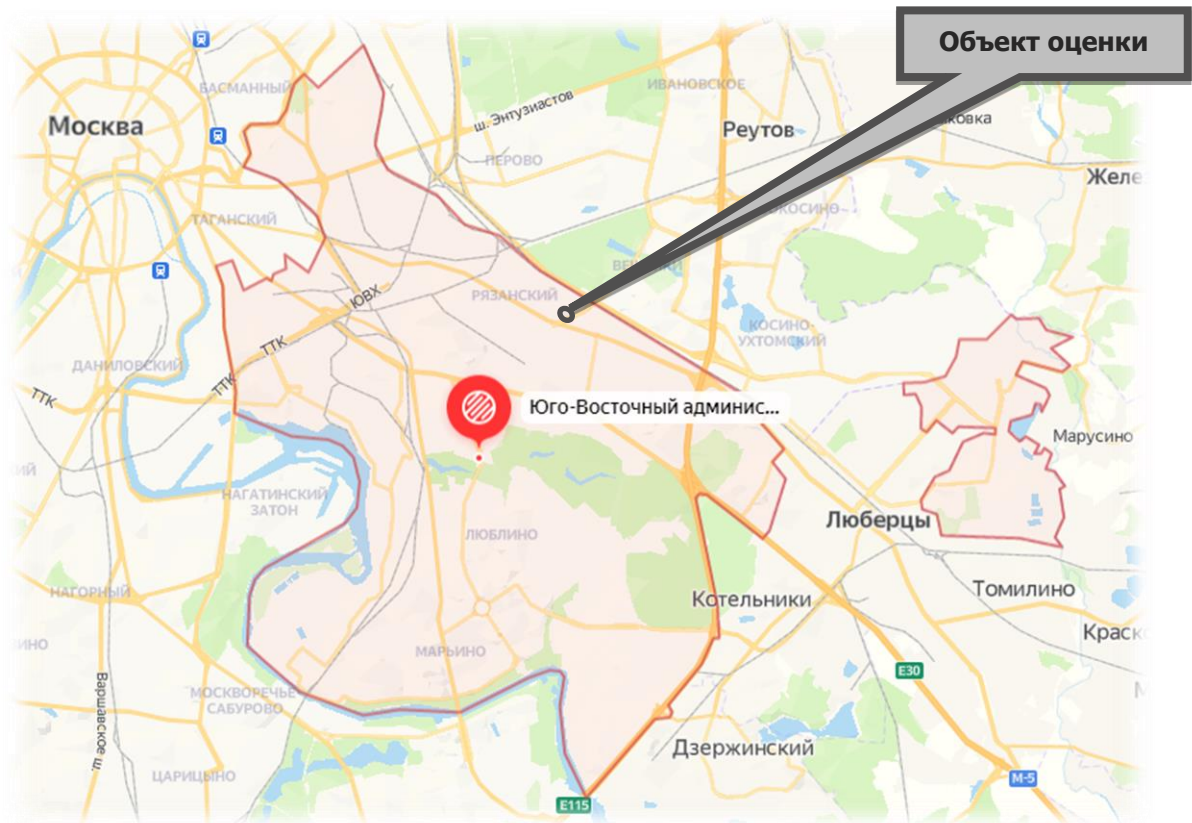 Объект оценки
БАСМАННЫЙ
ИВАНОВСКОЕ
ш. Энтузиастов
Москва
Реутов
ПЕРОВО
Желе
ТАГАНСКИЙ
РЯЗАНСКИЙ
ЮВХ
КОСИНО-
УХТОМСКИЙ
ТТК
ДАНИЛОВСКИЙ
ТТК
ТТК
Юго-Восточный админис...
Марусино
НАГАТИНСКИЙ
ЗАТОН
Люберцы
ЛЮБЛИНО
НАГОРНЫЙ
Котельники
Томилино
Краск
МАРЬИНО
E30
МОСКВОРЕЧЬЕ-
САБУРОВО
Варшавское ш.
Дзержинский
ЦАРИЦЫНО
М-5
E115